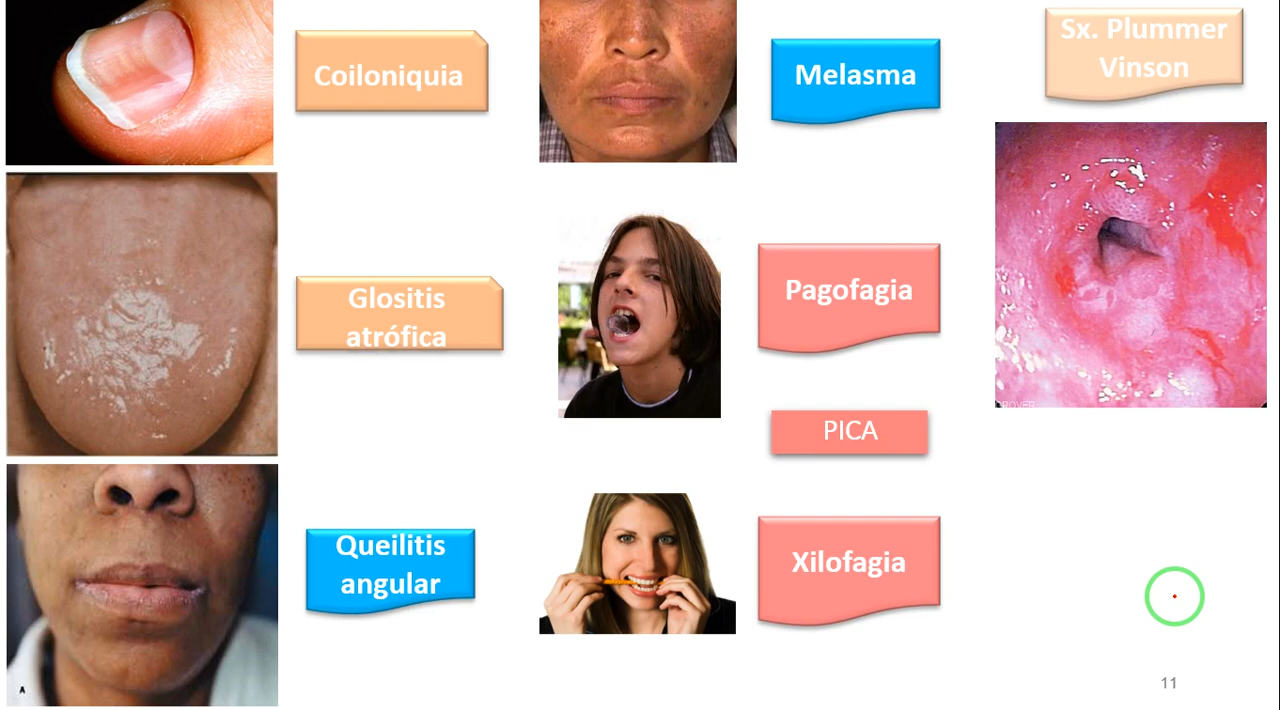 Coiloniquia
Melasma
Sx. Plummer
Vinson
Glositis
atrófica
Pagofagia
PICA
Queilitis
angular
Xilofagia
A
11